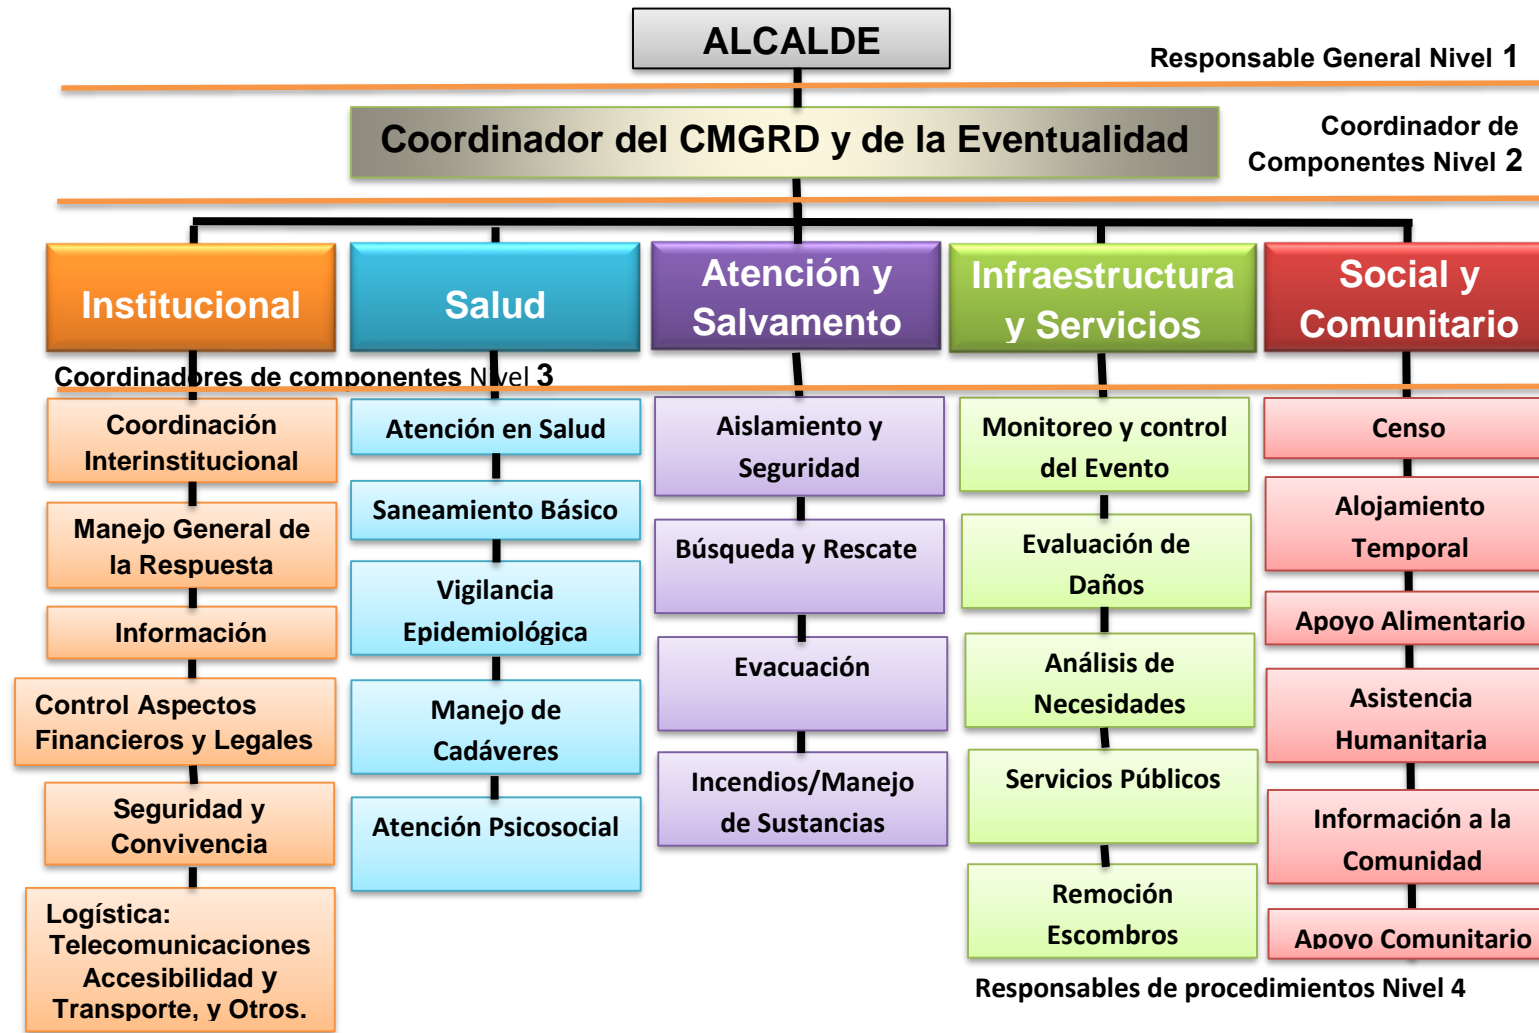 ALCALDE
Responsable General Nivel 1
Coordinador del CMGRD y de la Eventualidad
Coordinador de
Componentes Nivel 2
Institucional
Salud
Atención y
Salvamento
Infraestructura
y Servicios
Social y
Comunitario
Coordinadores de componentes Nivel 3
Coordinación
Interinstitucional
Manejo General de
la Respuesta
Información
Control Aspectos
Financieros y Legales
Seguridad y
Convivencia
Logística:
Telecomunicaciones
Accesibilidad y
Transporte, y Otros.
Atención en Salud
Saneamiento Básico
Vigilancia
Epidemiológica
Manejo de
Cadáveres
Atención Psicosocial
Aislamiento y
Seguridad
Búsqueda y Rescate
Evacuación
Incendios/Manejo
de Sustancias
Monitoreo y control
del Evento
Evaluación de
Daños
Análisis de
Necesidades
Servicios Públicos
Remoción
Escombros
Censo
Alojamiento
Temporal
Apoyo Alimentario
Asistencia
Humanitaria
Información a la
Comunidad
Apoyo Comunitario
Responsables de procedimientos Nivel 4